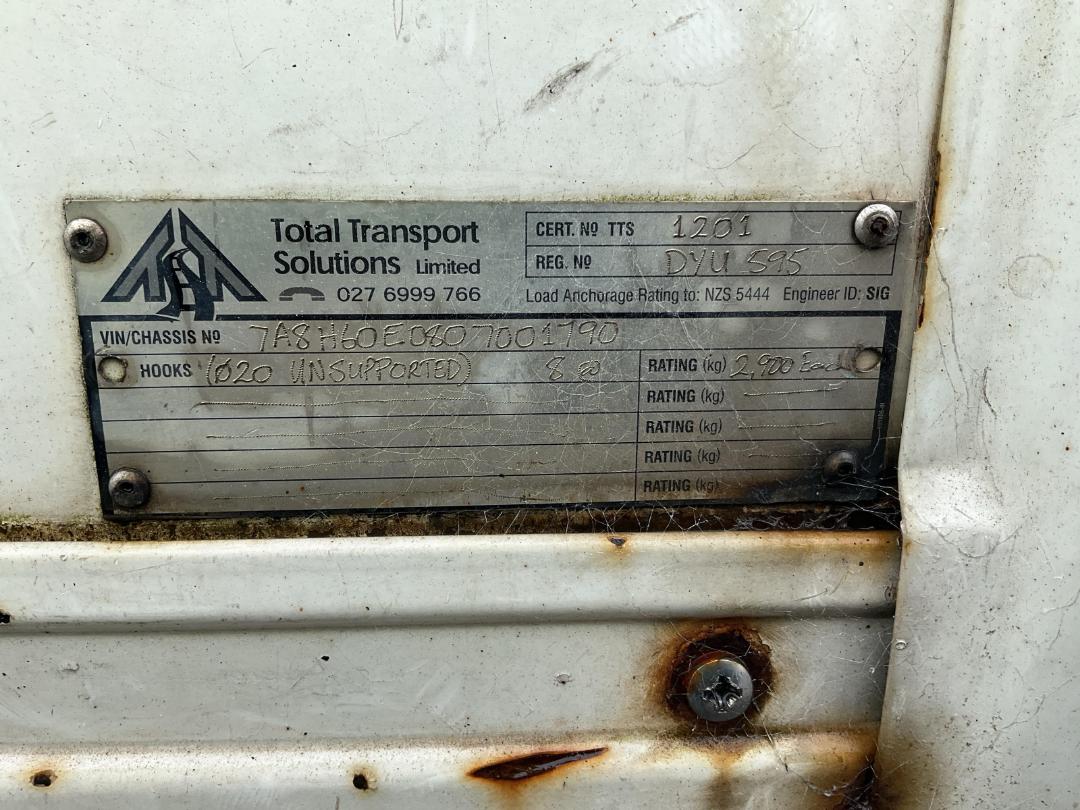 Total Transport
Solutions Limited
027 6999 766
CERT. Nº TTS 1201
REG. Nº DYU 595
Load Anchorage Rating to: NZS 5444 Engineer ID: SIG
VIN/CHASSIS Nº 7A8H60E0807001790
HOOKS (Ø20 UNSUPPORTED) 8 RATING (kg) 2,900 Each
RATING (kg)
RATING (kg)
RATING (kg)
RATING (kg)